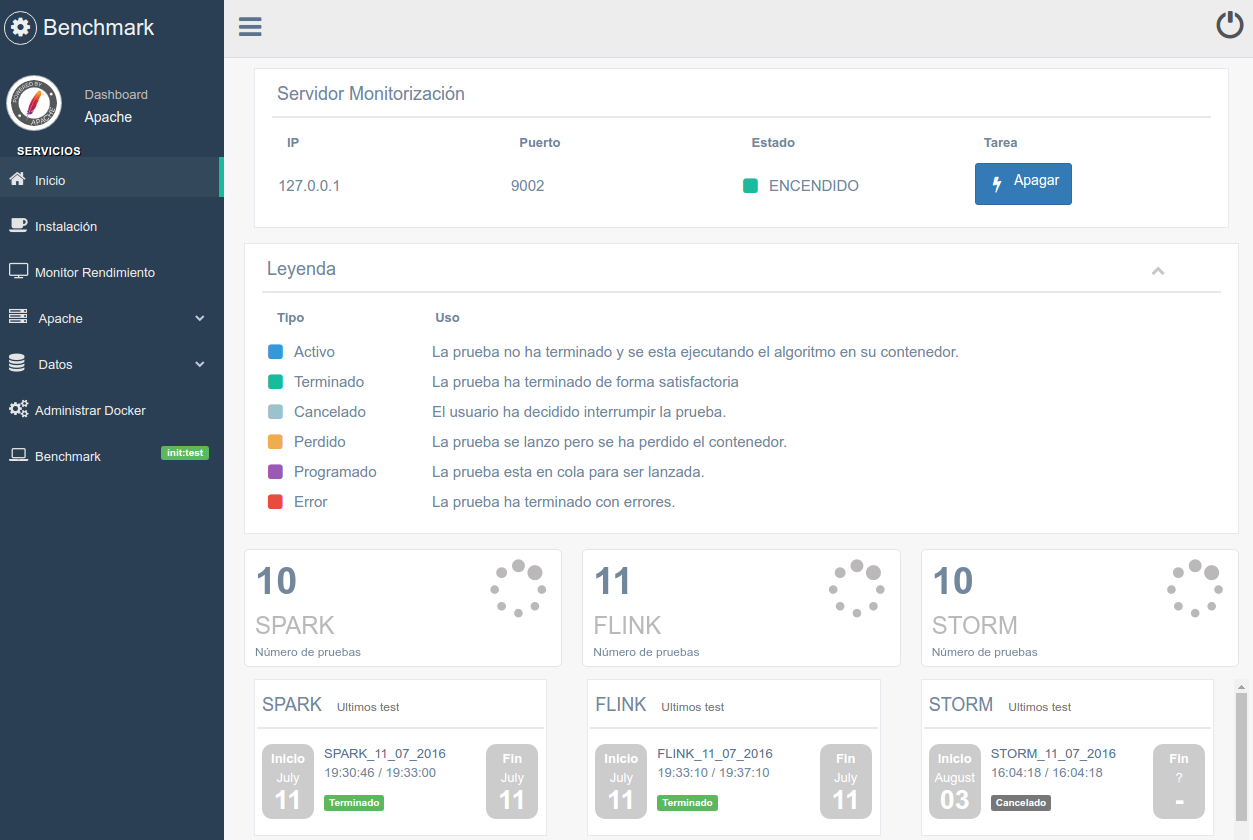 Benchmark
POWERED BY
APACHE
Dashboard
Apache
SERVICIOS
Inicio
Instalación
Monitor Rendimiento
Apache
Datos
Administrar Docker
Benchmark init:test
Servidor Monitorización
IP Puerto Estado Tarea
127.0.0.1 9002 ENCENDIDO Apagar
Leyenda
Tipo Uso
Activo La prueba no ha terminado y se esta ejecutando el algoritmo en su contenedor.
Terminado La prueba ha terminado de forma satisfactoria
Cancelado El usuario ha decidido interrumpir la prueba.
Perdido La prueba se lanzo pero se ha perdido el contenedor.
Programado La prueba esta en cola para ser lanzada.
Error La prueba ha terminado con errores.
10
SPARK
Número de pruebas
11
FLINK
Número de pruebas
10
STORM
Número de pruebas
SPARK Ultimos test
Inicio
July
11
SPARK_11_07_2016
19:30:46 / 19:33:00
Terminado
Fin
July
11
FLINK Ultimos test
Inicio
July
11
FLINK_11_07_2016
19:33:10 / 19:37:10
Terminado
Fin
July
11
STORM Ultimos test
Inicio
August
03
STORM_11_07_2016
16:04:18 / 16:04:18
Cancelado
Fin
?
-